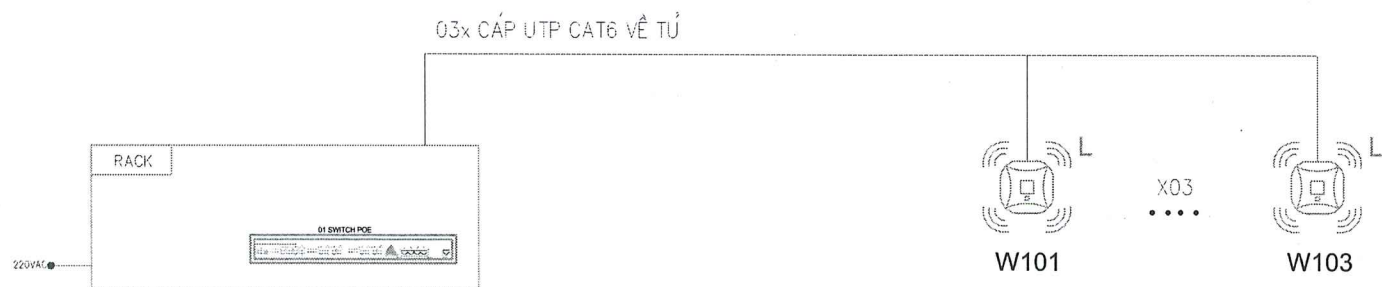 03x CÁP UTP CAT6 VỀ TỦ
RACK
L
L
X03
01 SWITCH POE
220VAC
W101
W103